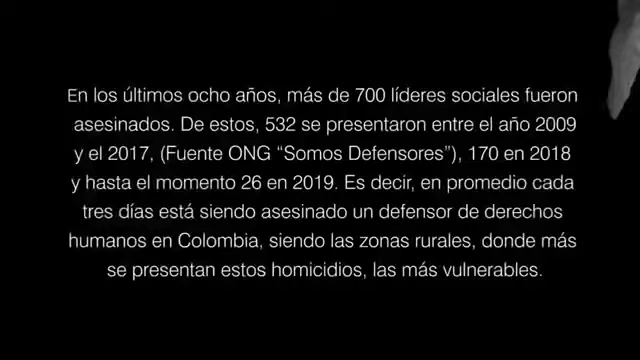 En los últimos ocho años, más de 700 líderes sociales fueron
asesinados. De estos, 532 se presentaron entre el año 2009
y el 2017, (Fuente ONG “Somos Defensores”), 170 en 2018
y hasta el momento 26 en 2019. Es decir, en promedio cada
tres días está siendo asesinado un defensor de derechos
humanos en Colombia, siendo las zonas rurales, donde más
se presentan estos homicidios, las más vulnerables.